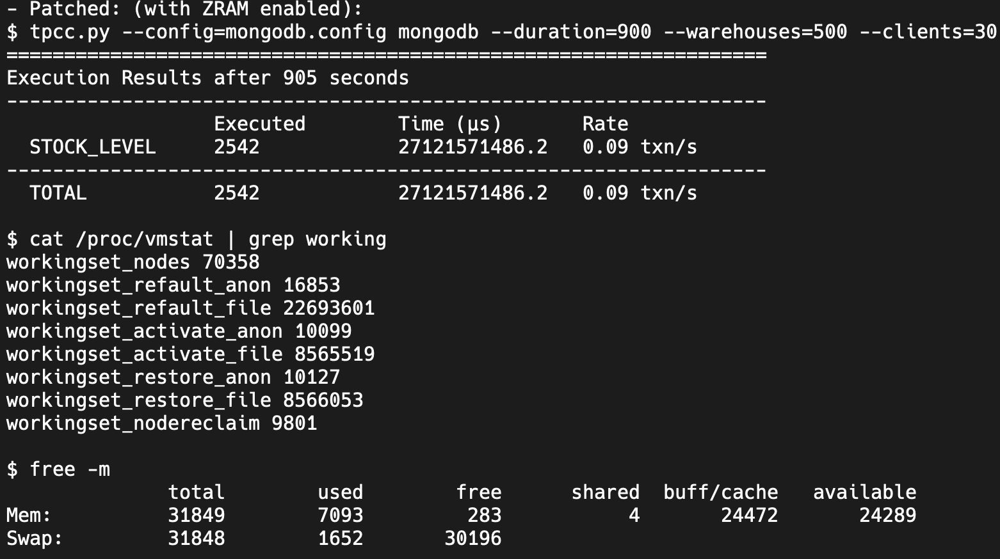 - Patched: (with ZRAM enabled):
$ tpcc.py --config=mongodb.config mongodb --duration=900 --warehouses=500 --clients=30
==================================================================
Execution Results after 905 seconds
------------------------------------------------------------------
                  Executed        Time (µs)       Rate
  STOCK_LEVEL     2542            27121571486.2   0.09 txn/s
------------------------------------------------------------------
  TOTAL           2542            27121571486.2   0.09 txn/s

$ cat /proc/vmstat | grep working
workingset_nodes 70358
workingset_refault_anon 16853
workingset_refault_file 22693601
workingset_activate_anon 10099
workingset_activate_file 8565519
workingset_restore_anon 10127
workingset_restore_file 8566053
workingset_nodereclaim 9801

$ free -m
              total        used        free      shared  buff/cache   available
Mem:          31849        7093         283           4       24472       24289
Swap:         31848        1652       30196